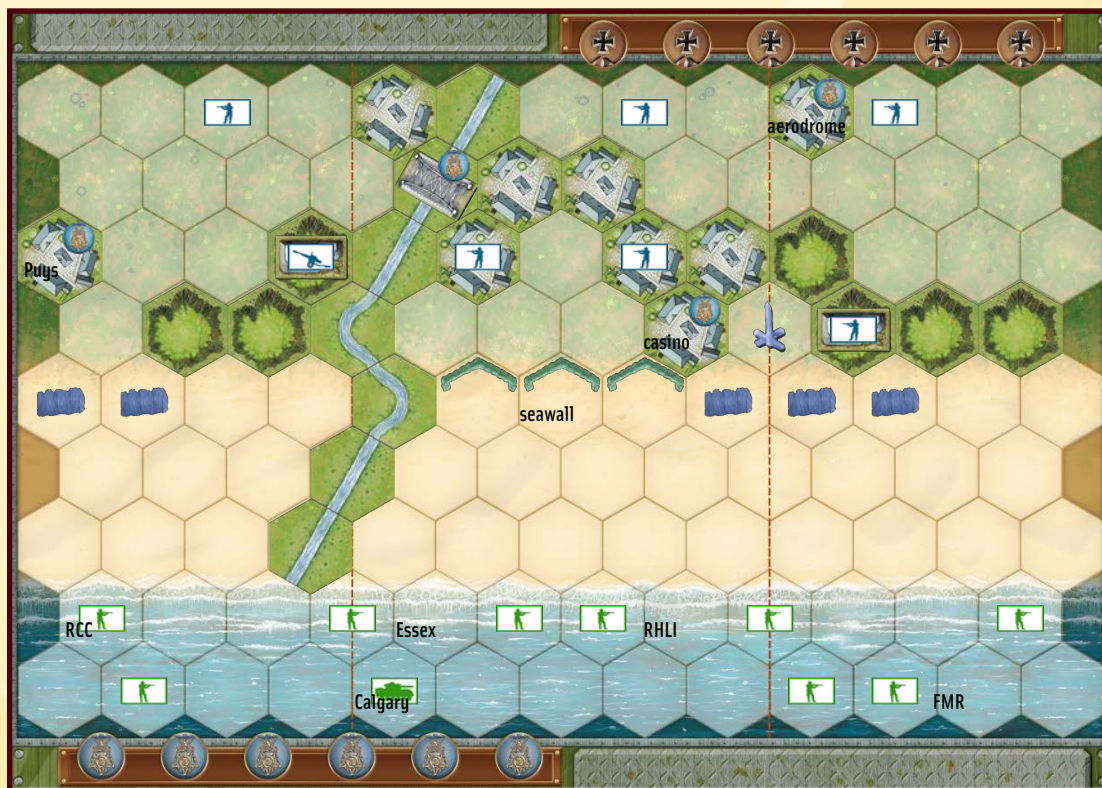 aerodrome
Puys
casino
seawall
RCC
Essex
RHLI
Calgary
FMR